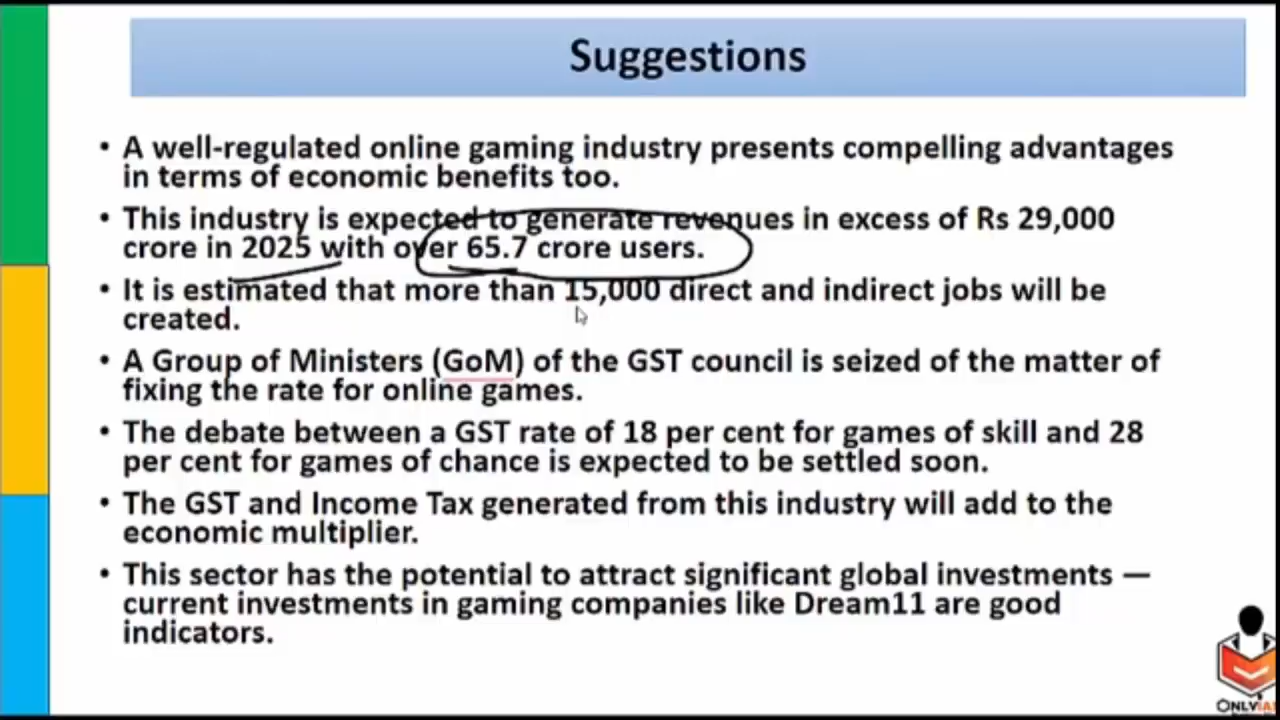 Suggestions
• A well-regulated online gaming industry presents compelling advantages
in terms of economic benefits too.
• This industry is expected to generate revenues in excess of Rs 29,000
crore in 2025 with over 65.7 crore users.
• It is estimated that more than 15,000 direct and indirect jobs will be
created.
• A Group of Ministers (GoM) of the GST council is seized of the matter of
fixing the rate for online games.
• The debate between a GST rate of 18 per cent for games of skill and 28
per cent for games of chance is expected to be settled soon.
• The GST and Income Tax generated from this industry will add to the
economic multiplier.
• This sector has the potential to attract significant global investments —
current investments in gaming companies like Dream11 are good
indicators.